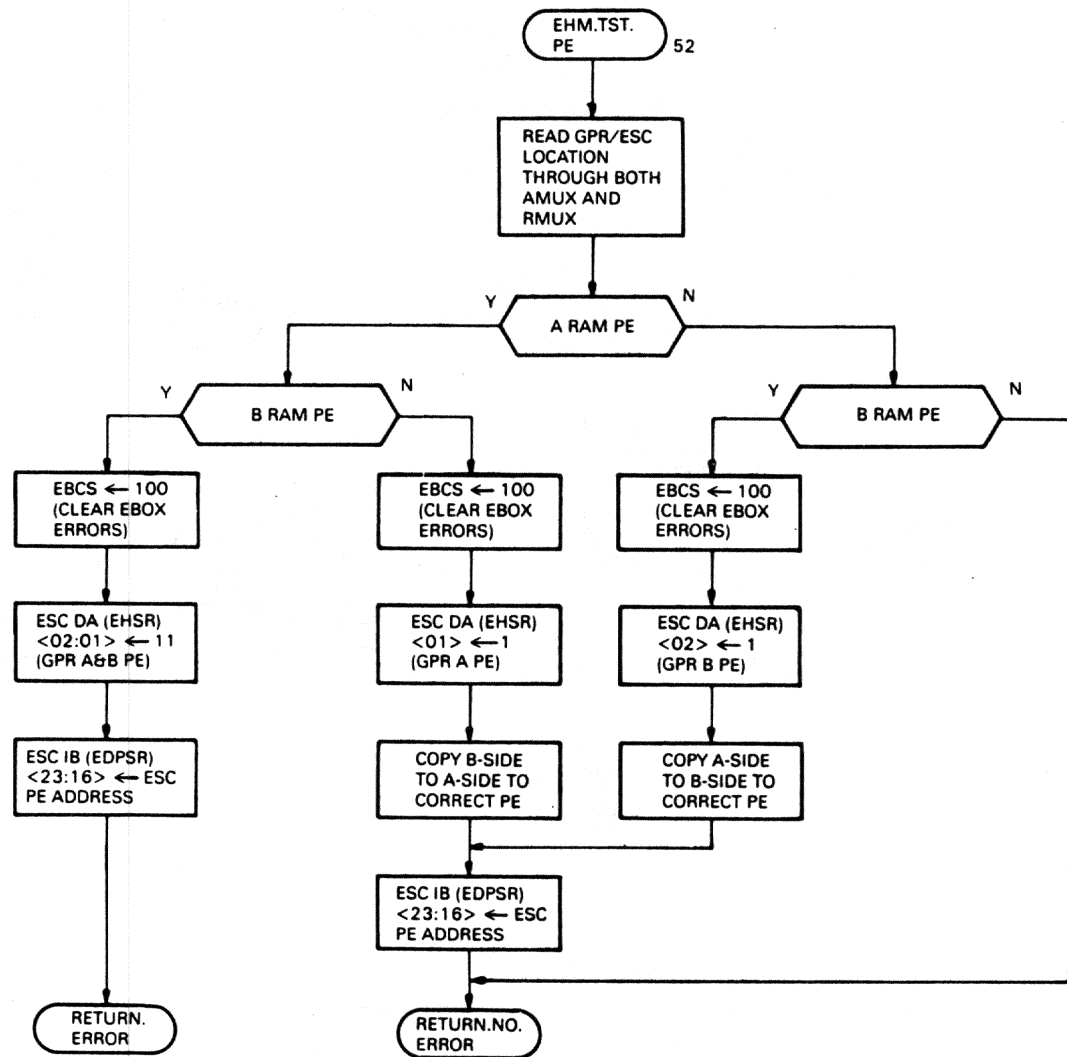 EHM.TST.
PE
52
READ GPR/ESC
LOCATION
THROUGH BOTH
AMUX AND
RMUX
Y
N
A RAM PE
Y
N
B RAM PE
Y
N
B RAM PE
EBCS ← 100
(CLEAR EBOX
ERRORS)
EBCS ← 100
(CLEAR EBOX
ERRORS)
EBCS ← 100
(CLEAR EBOX
ERRORS)
ESC DA (EHSR)
<02:01> ← 11
(GPR A&B PE)
ESC DA (EHSR)
<01> ← 1
(GPR A PE)
ESC DA (EHSR)
<02> ← 1
(GPR B PE)
ESC IB (EDPSR)
<23:16> ← ESC
PE ADDRESS
COPY B-SIDE
TO A-SIDE TO
CORRECT PE
COPY A-SIDE
TO B-SIDE TO
CORRECT PE
ESC IB (EDPSR)
<23:16> ← ESC
PE ADDRESS
RETURN.
ERROR
RETURN.NO.
ERROR